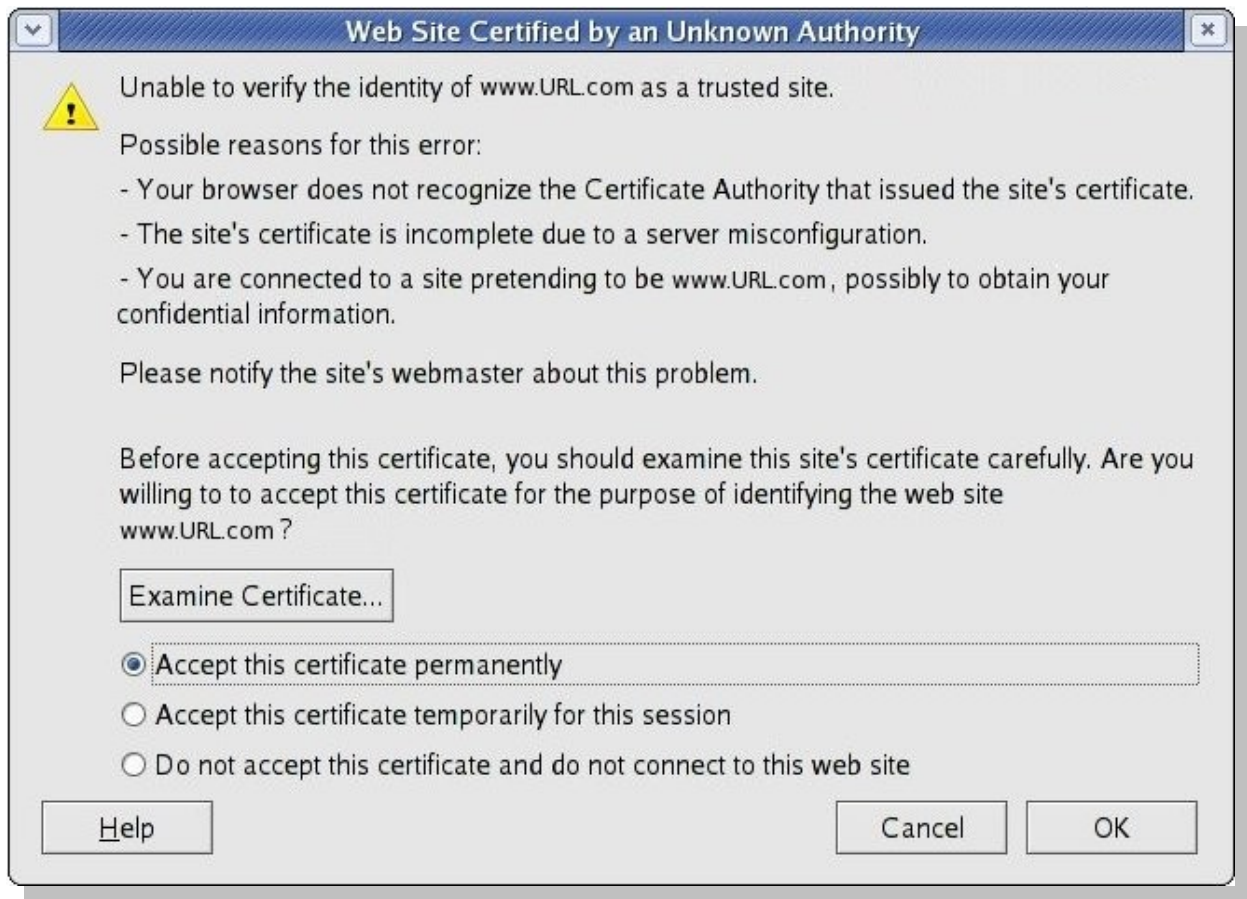 Web Site Certified by an Unknown Authority
Unable to verify the identity of www.URL.com as a trusted site.
Possible reasons for this error:
- Your browser does not recognize the Certificate Authority that issued the site's certificate.
- The site's certificate is incomplete due to a server misconfiguration.
- You are connected to a site pretending to be www.URL.com, possibly to obtain your
confidential information.
Please notify the site's webmaster about this problem.
Before accepting this certificate, you should examine this site's certificate carefully. Are you
willing to to accept this certificate for the purpose of identifying the web site
www.URL.com ?
Examine Certificate...
Accept this certificate permanently
Accept this certificate temporarily for this session
Do not accept this certificate and do not connect to this web site
Help Cancel OK